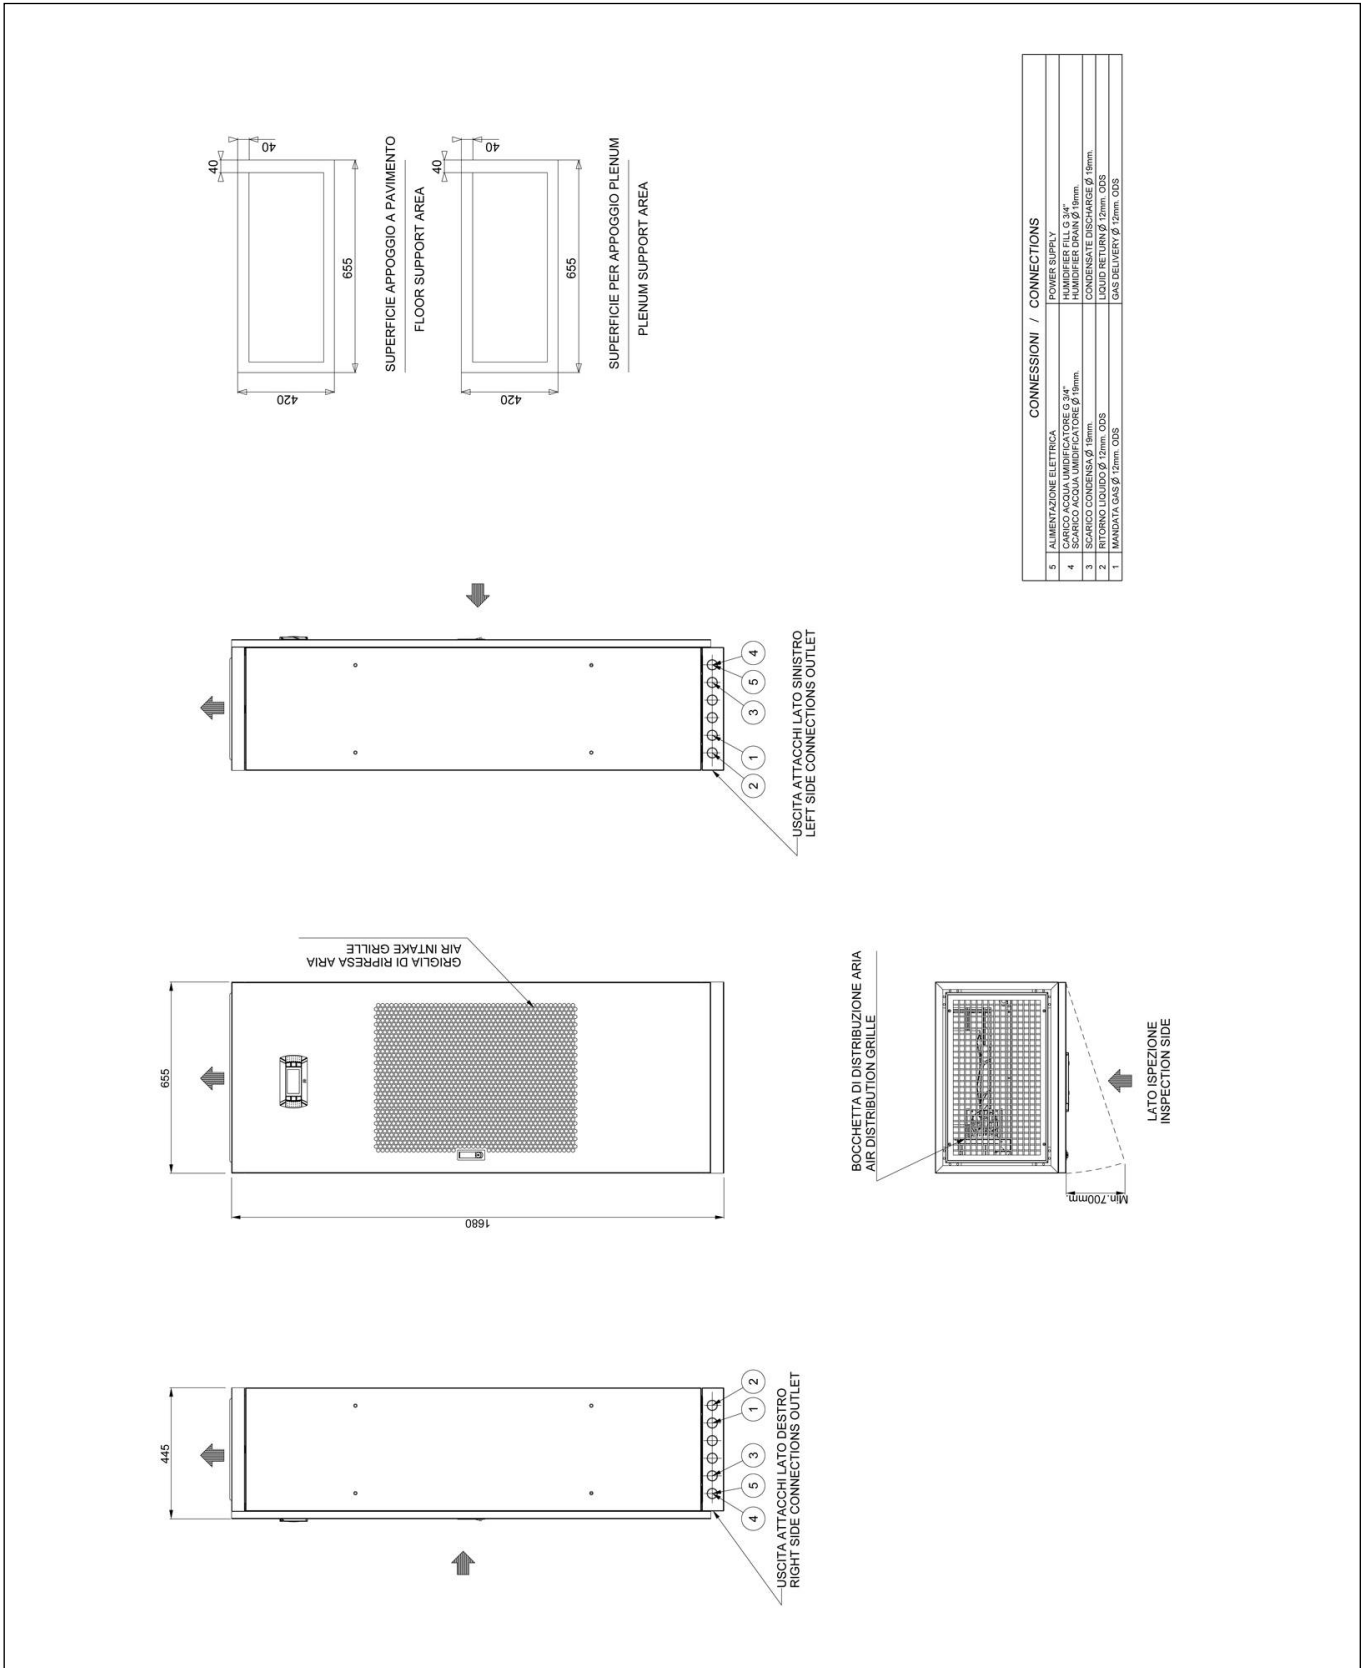 40
40
655
420
SUPERFICIE APPOGGIO A PAVIMENTO
FLOOR SUPPORT AREA
40
40
655
420
SUPERFICIE PER APPOGGIO PLENUM
PLENUM SUPPORT AREA
CONNESSIONI / CONNECTIONS
5 ALIMENTAZIONE ELETTRICA POWER SUPPLY
4 CARICO ACQUA UMIDIFICATORE G 3/4" HUMIDIFIER FILL G 3/4"
SCARICO ACQUA UMIDIFICATORE Ø 19mm. HUMIDIFIER DRAIN Ø 19mm.
3 SCARICO CONDENSA Ø 19mm. CONDENSATE DISCHARGE Ø 19mm.
2 RITORNO LIQUIDO Ø 12mm. ODS LIQUID RETURN Ø 12mm. ODS
1 MANDATA GAS Ø 12mm. ODS GAS DELIVERY Ø 12mm. ODS
4
5
3
1
2
USCITA ATTACCHI LATO SINISTRO
LEFT SIDE CONNECTIONS OUTLET
655
GRIGLIA DI RIPRESA ARIA
AIR INTAKE GRILLE
1680
BOCCHETTA DI DISTRIBUZIONE ARIA
AIR DISTRIBUTION GRILLE
Min.700mm.
LATO ISPEZIONE
INSPECTION SIDE
445
2
1
3
5
4
USCITA ATTACCHI LATO DESTRO
RIGHT SIDE CONNECTIONS OUTLET